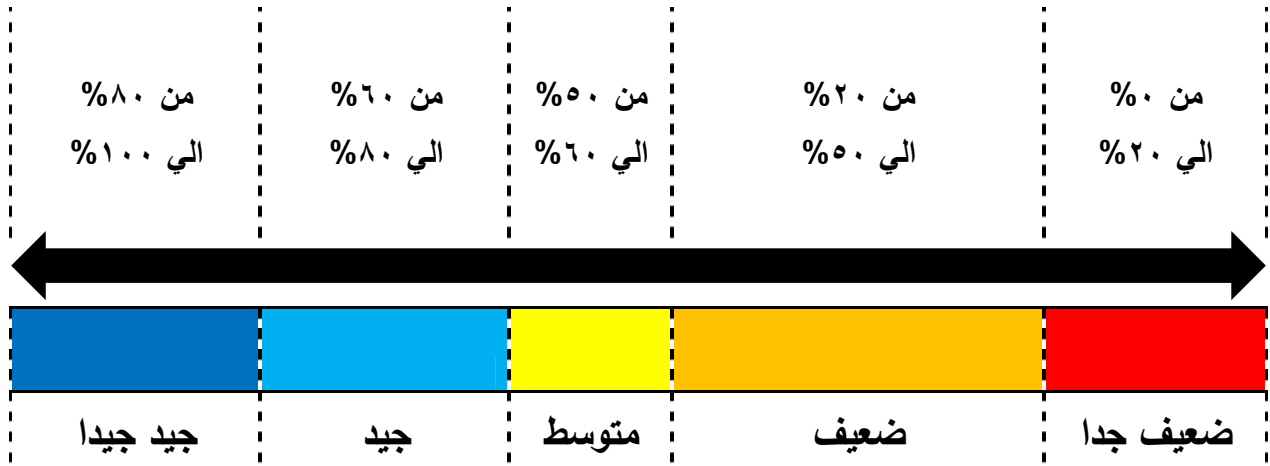 من ٠%
الي ٢٠%
من ٢٠%
الي ٥٠%
من ٥٠%
الي ٦٠%
من ٦٠%
الي ٨٠%
من ٨٠%
الي ١٠٠%
ضعيف جدا
ضعيف
متوسط
جيد
جيد جيدا